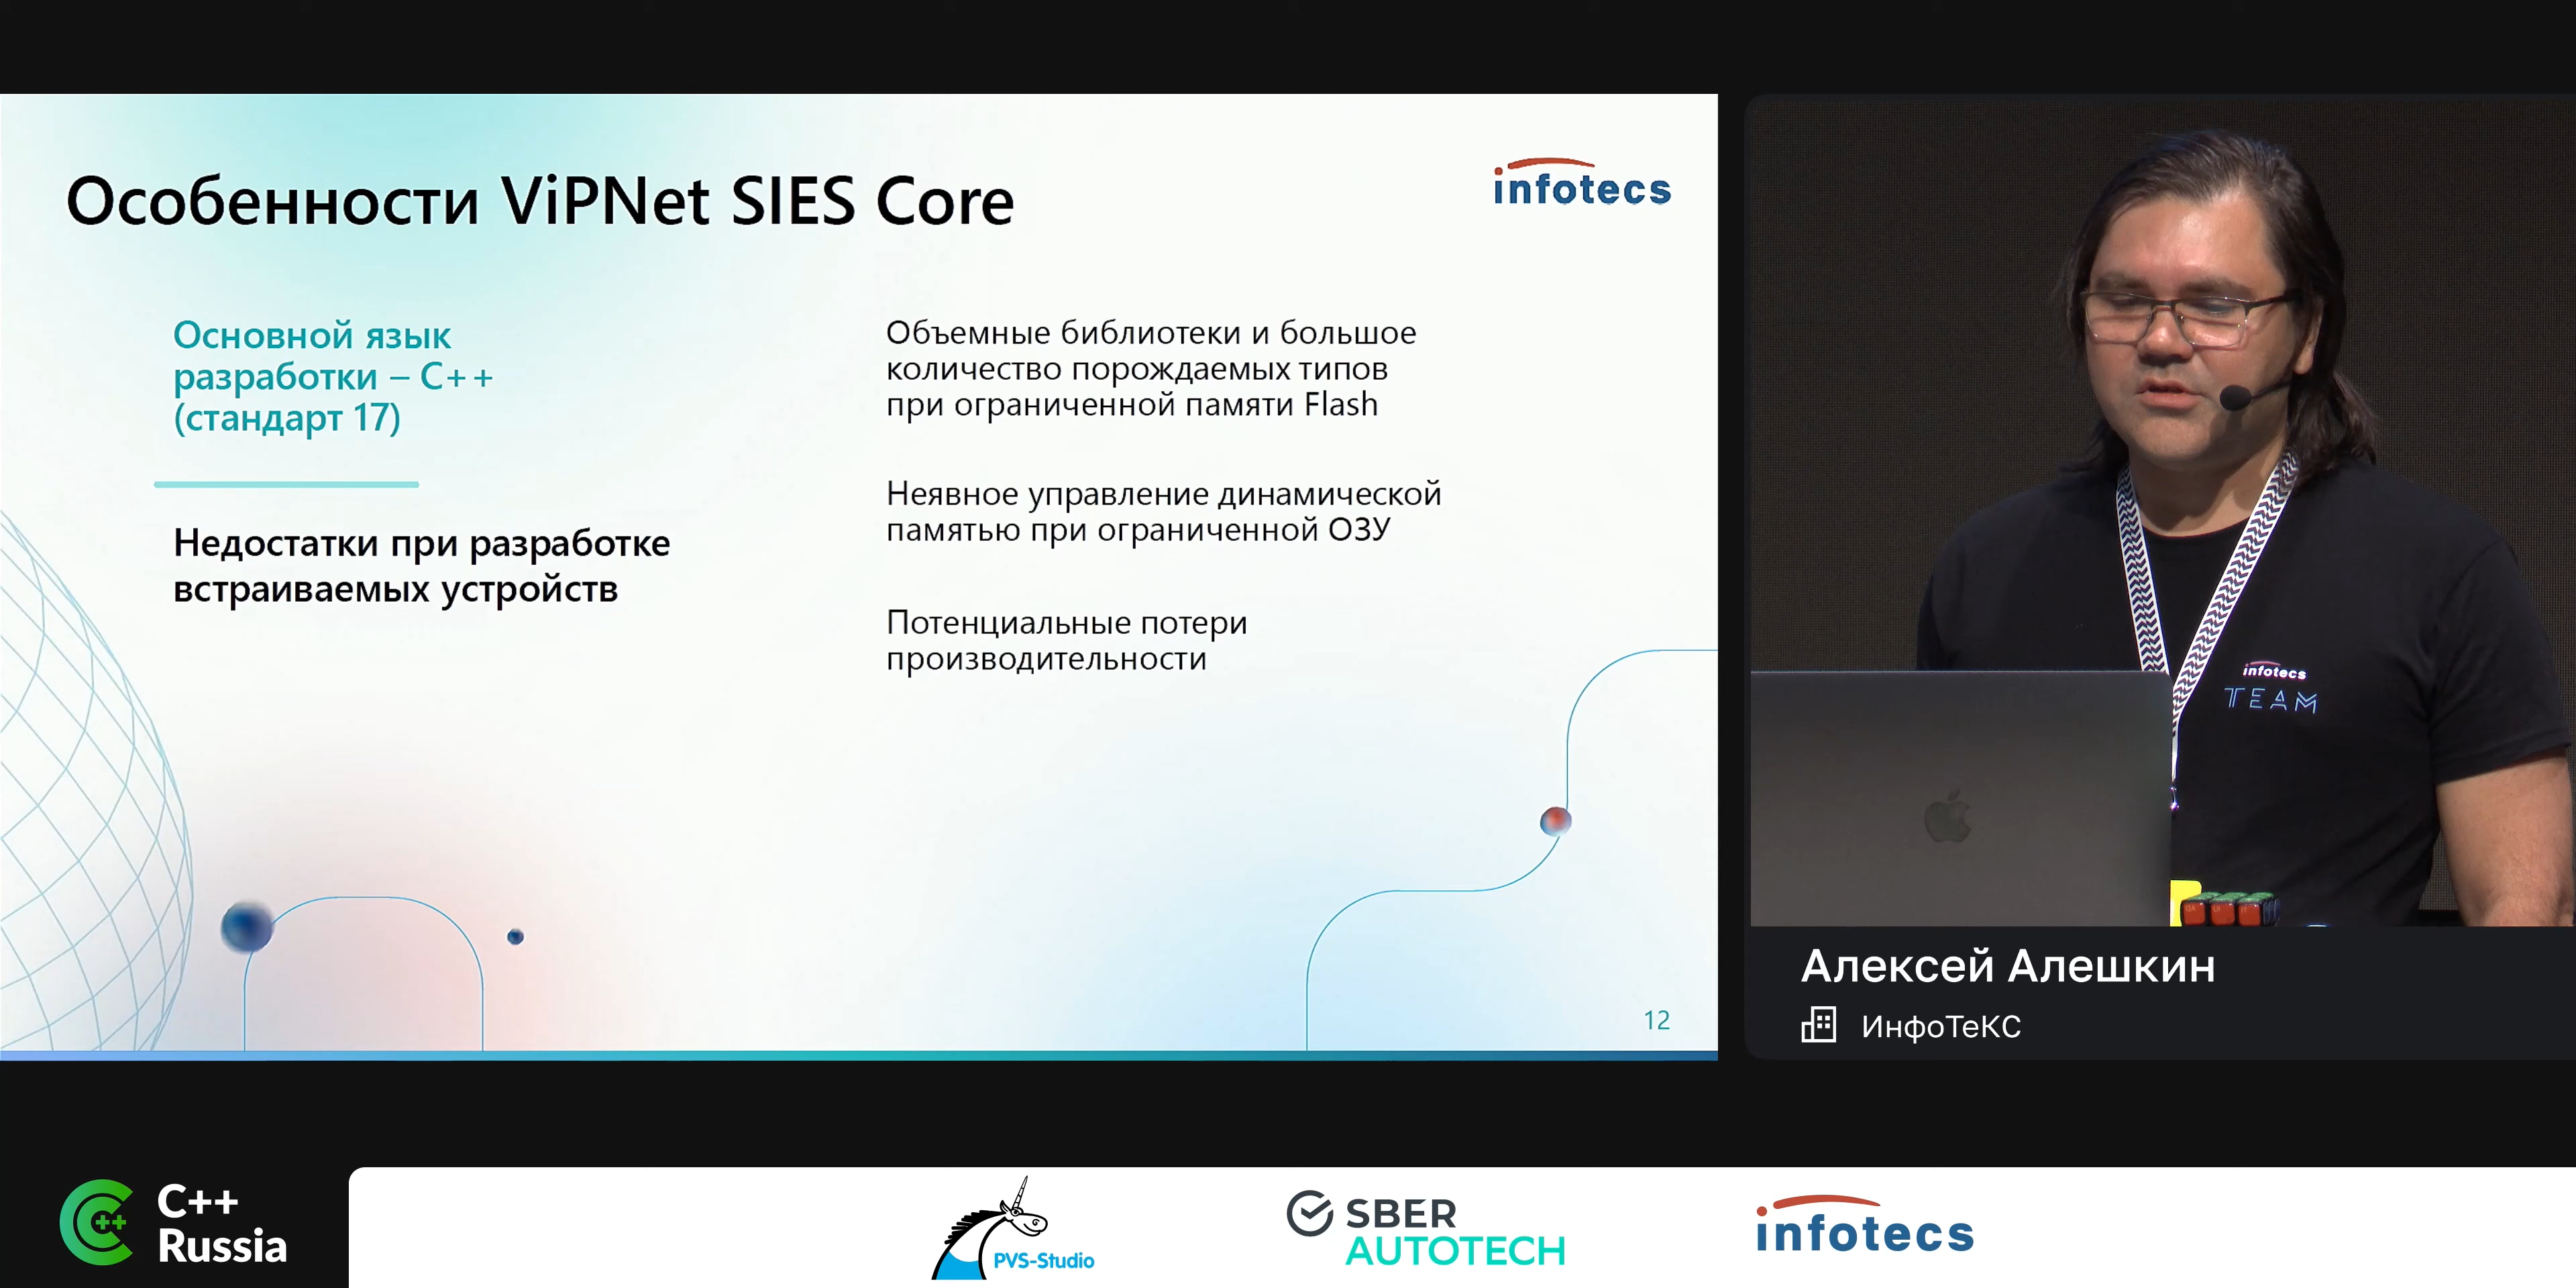 Особенности ViPNet SIES Core
infotecs
Основной язык
разработки – C++
(стандарт 17)
Недостатки при разработке
встраиваемых устройств
Объемные библиотеки и большое
количество порождаемых типов
при ограниченной памяти Flash
Неявное управление динамической
памятью при ограниченной ОЗУ
Потенциальные потери
производительности
12
infotecs
TEAM
Алексей Алешкин
ИнфоТеКС
C++
C++
Russia
PVS-Studio
SBER
AUTOTECH
infotecs